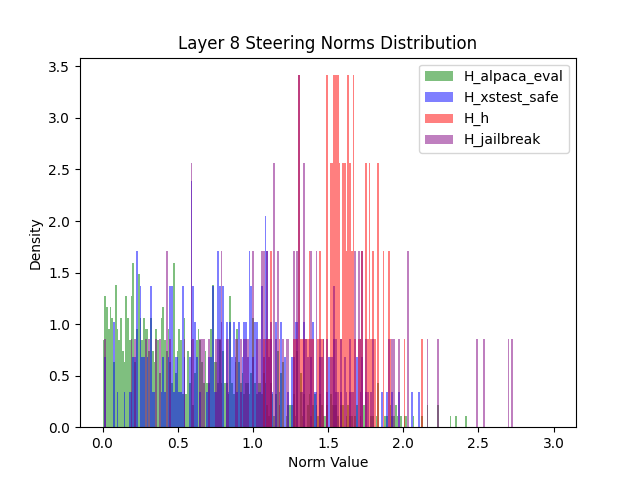 Layer 8 Steering Norms Distribution
H_alpaca_eval
H_xstest_safe
H_h
H_jailbreak
Density
3.5
3.0
2.5
2.0
1.5
1.0
0.5
0.0
0.0 0.5 1.0 1.5 2.0 2.5 3.0
Norm Value